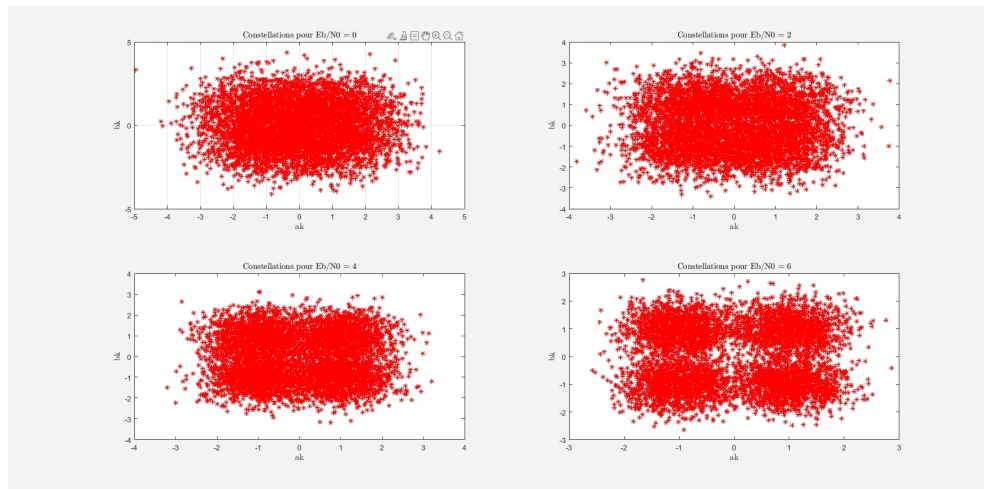 Constellations pour Eb/N0 = 0
5
0
-5
bk
-5 -4 -3 -2 -1 0 1 2 3 4 5
ak
Constellations pour Eb/N0 = 2
4
3
2
1
0
-1
-2
-3
-4
bk
-4 -3 -2 -1 0 1 2 3 4
ak
Constellations pour Eb/N0 = 4
4
3
2
1
0
-1
-2
-3
-4
bk
-4 -3 -2 -1 0 1 2 3 4
ak
Constellations pour Eb/N0 = 6
3
2
1
0
-1
-2
-3
bk
-2 -1 0 1 2 3
ak